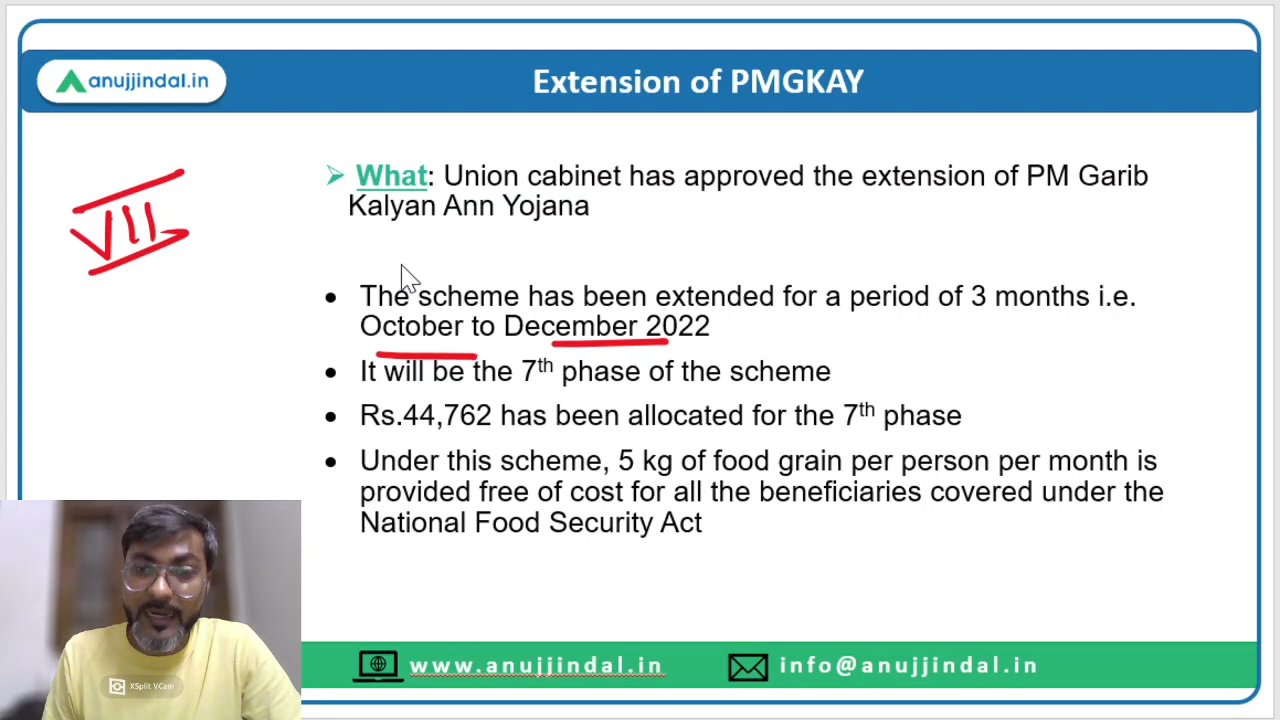 anujjindal.in
Extension of PMGKAY
VII
➢ What: Union cabinet has approved the extension of PM Garib
Kalyan Ann Yojana
• The scheme has been extended for a period of 3 months i.e.
October to December 2022
• It will be the 7th phase of the scheme
• Rs.44,762 has been allocated for the 7th phase
• Under this scheme, 5 kg of food grain per person per month is
provided free of cost for all the beneficiaries covered under the
National Food Security Act
XSplit VCam
www.anujjindal.in
info@anujjindal.in